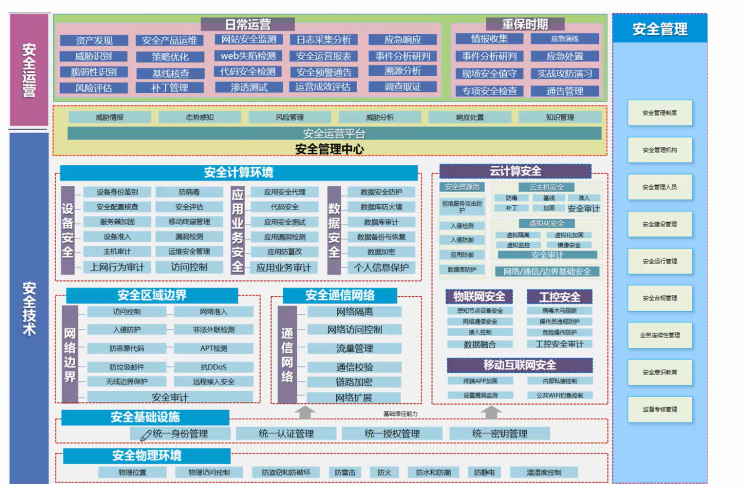 安全运营
日常运营
资产发现 安全产品运维 网站安全监测 日志采集分析 应急响应
威胁识别 策略优化 web失陷检测 安全运营报表 事件分析研判
脆弱性识别 基线核查 代码安全检测 安全预警通告 溯源分析
风险评估 补丁管理 渗透测试 运营成效评估 调查取证
重保时期
情报收集 应急演练
事件分析研判 应急处置
现场安全值守 实战攻防演习
专项安全检查 通告管理
威胁情报 态势感知 风险管理 威胁分析 响应处置 知识管理
安全运营平台
安全管理中心
安全技术
安全计算环境
设备安全
设备身份鉴别 防病毒
安全配置核查 安全评估
服务器加固 移动终端管理
设备准入 漏洞检测
主机审计 运维安全管理
上网行为审计 访问控制
应用业务安全
应用安全代理
代码安全
应用安全测试
应用漏洞检测
应用防篡改
应用业务审计
数据安全
数据安全防护
数据库防火墙
数据库审计
数据备份与恢复
数据加密
个人信息保护
云计算安全
安全资源池
拒绝服务攻击防护
入侵检测
入侵防御
应用防御
数据库防护
云主机安全
防毒 基线 准入
补丁 加固 安全审计
虚拟化安全
虚拟隔离 虚拟化加固
虚拟监控 镜像安全
安全审计
网络/通信/边界基础安全
安全区域边界
网络边界
访问控制 网络准入
入侵防护 非法外联检测
防恶意代码 APT检测
防垃圾邮件 抗DDoS
无线边界保护 远程接入安全
安全审计
安全通信网络
通信网络
网络隔离
网络访问控制
流量管理
通信校验
链路加密
网络扩展
物联网安全
感知节点设备安全
网络通信安全
接入控制
数据融合
工控安全
病毒木马阻断
操作员违规防护
危险操作防护
工控安全审计
移动互联网安全
终端APP加固 内部私接控制
设置漏洞监测 公共WIFI钓鱼控制
基础信任能力
安全基础设施
统一身份管理 统一认证管理 统一授权管理 统一密钥管理
安全物理环境
物理位置 物理访问控制 防盗窃和防破坏 防雷击 防火 防水和防潮 防静电 温湿度控制
安全管理
安全管理制度
安全管理机构
安全管理人员
安全建设管理
安全运行管理
安全合规管理
业务连续性管理
安全意识教育
监督考核管理